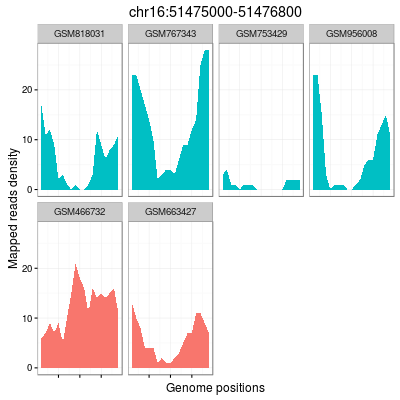 chr16:51475000-51476800
GSM818031 GSM767343 GSM753429 GSM956008
20
10
0
GSM466732 GSM663427
20
10
0
Mapped reads density
Genome positions